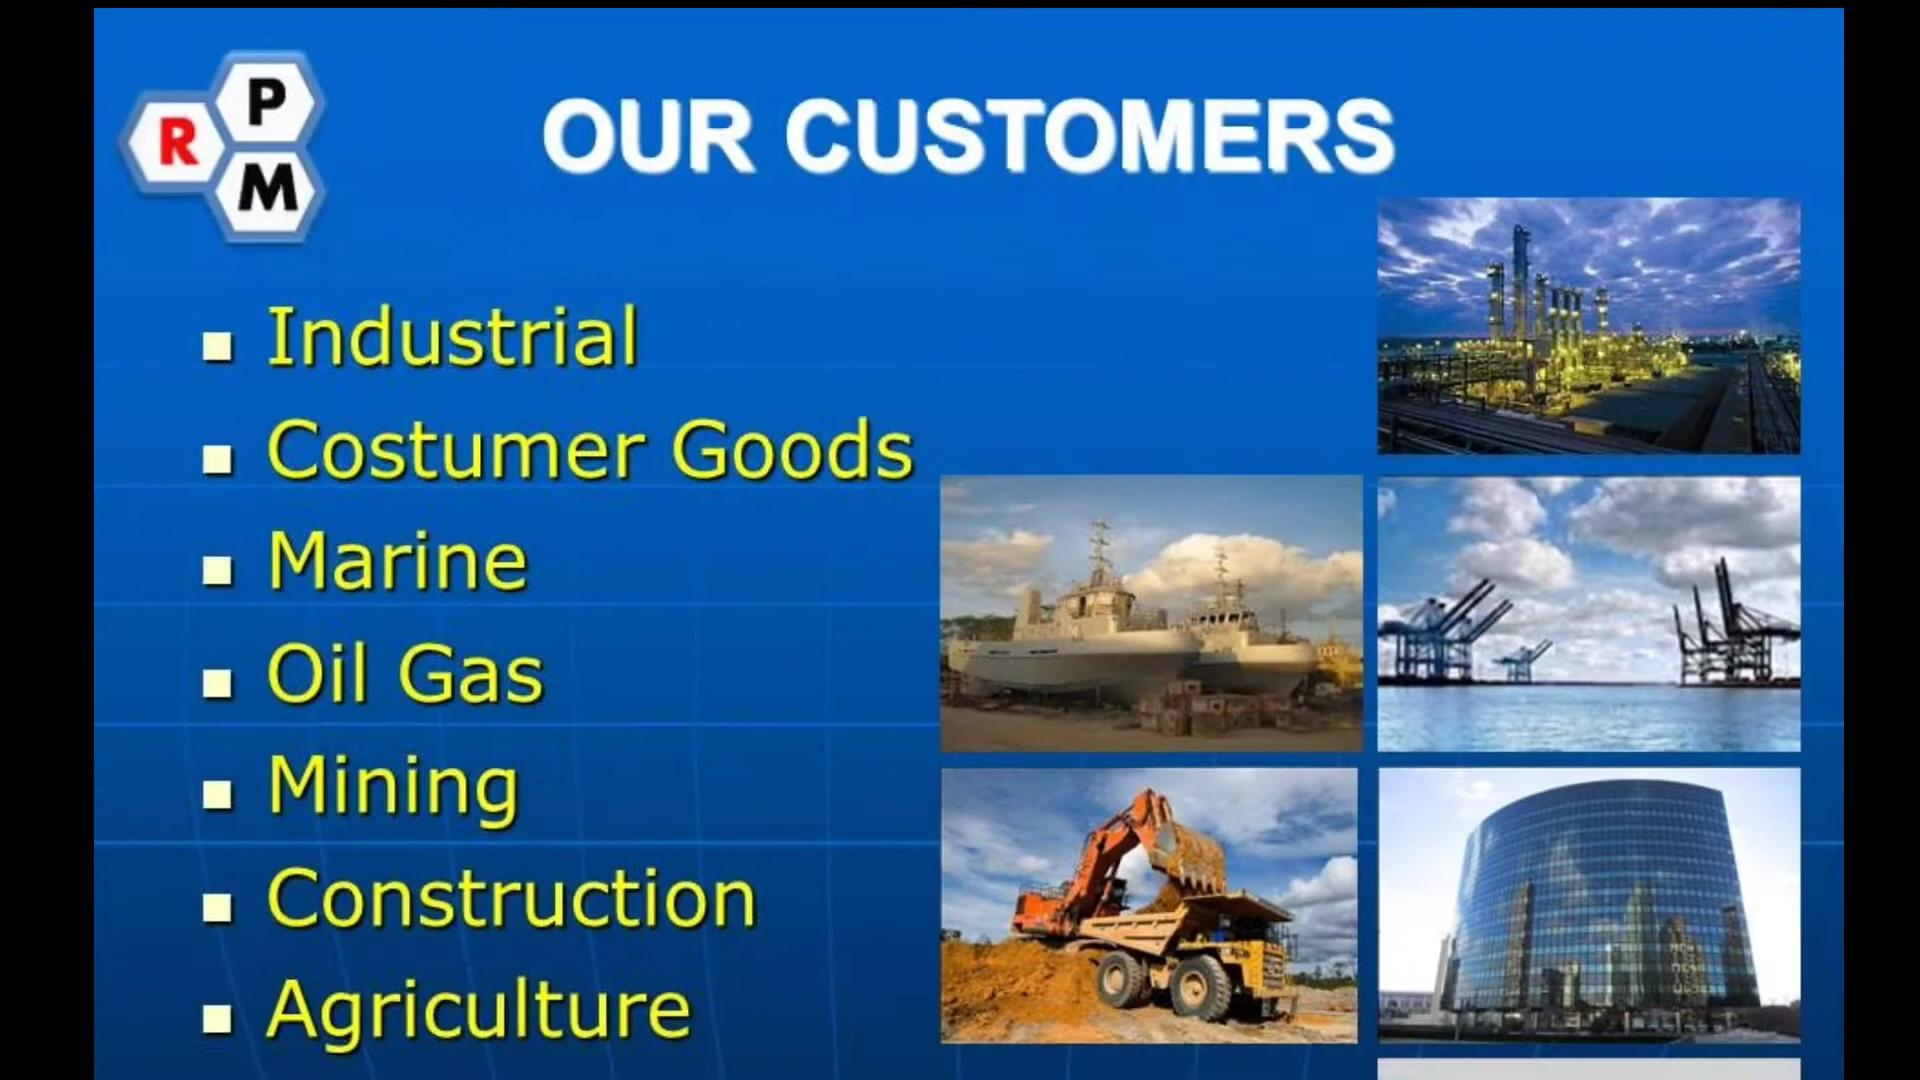 P
R
M
OUR CUSTOMERS
Industrial
Costumer Goods
Marine
Oil Gas
Mining
Construction
Agriculture